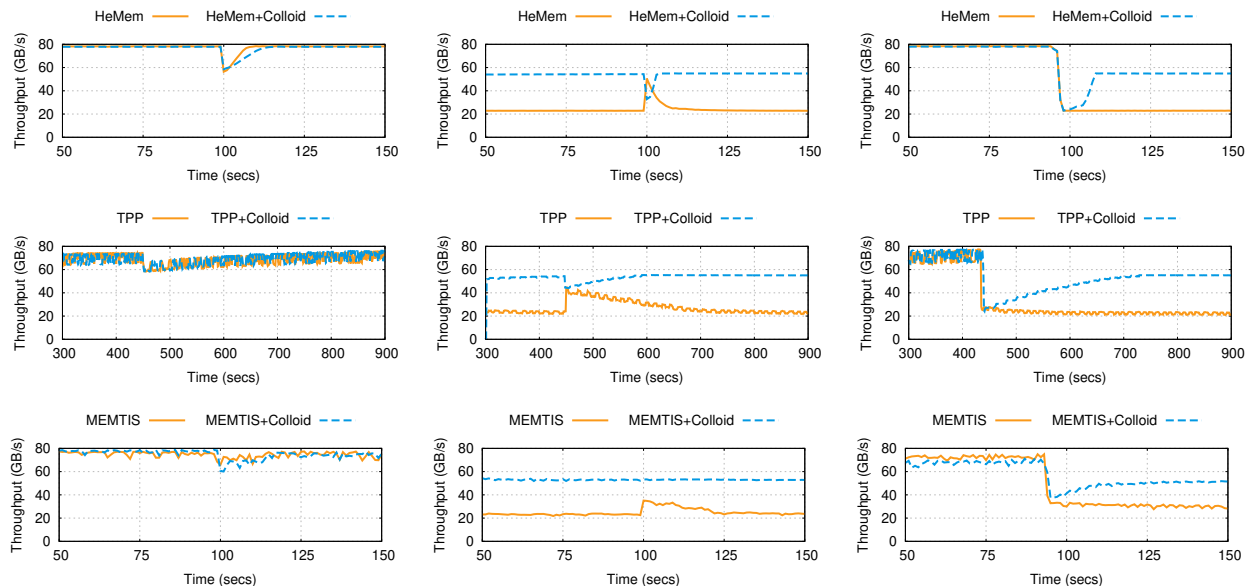 HeMem HeMem+Colloid
Throughput (GB/s)
80
60
40
20
0
50 75 100 125 150
Time (secs)
HeMem HeMem+Colloid
Throughput (GB/s)
80
60
40
20
0
50 75 100 125 150
Time (secs)
HeMem HeMem+Colloid
Throughput (GB/s)
80
60
40
20
0
50 75 100 125 150
Time (secs)
TPP TPP+Colloid
Throughput (GB/s)
80
60
40
20
0
300 400 500 600 700 800 900
Time (secs)
TPP TPP+Colloid
Throughput (GB/s)
80
60
40
20
0
300 400 500 600 700 800 900
Time (secs)
TPP TPP+Colloid
Throughput (GB/s)
80
60
40
20
0
300 400 500 600 700 800 900
Time (secs)
MEMTIS MEMTIS+Colloid
Throughput (GB/s)
80
60
40
20
0
50 75 100 125 150
Time (secs)
MEMTIS MEMTIS+Colloid
Throughput (GB/s)
80
60
40
20
0
50 75 100 125 150
Time (secs)
MEMTIS MEMTIS+Colloid
Throughput (GB/s)
80
60
40
20
0
50 75 100 125 150
Time (secs)